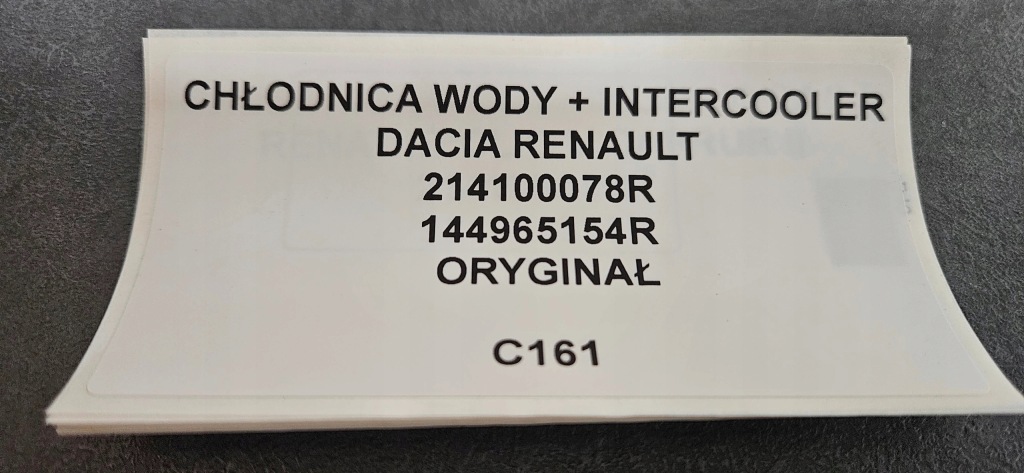 CHŁODNICA WODY + INTERCOOLER
DACIA RENAULT
214100078R
144965154R
ORYGINAŁ
C161